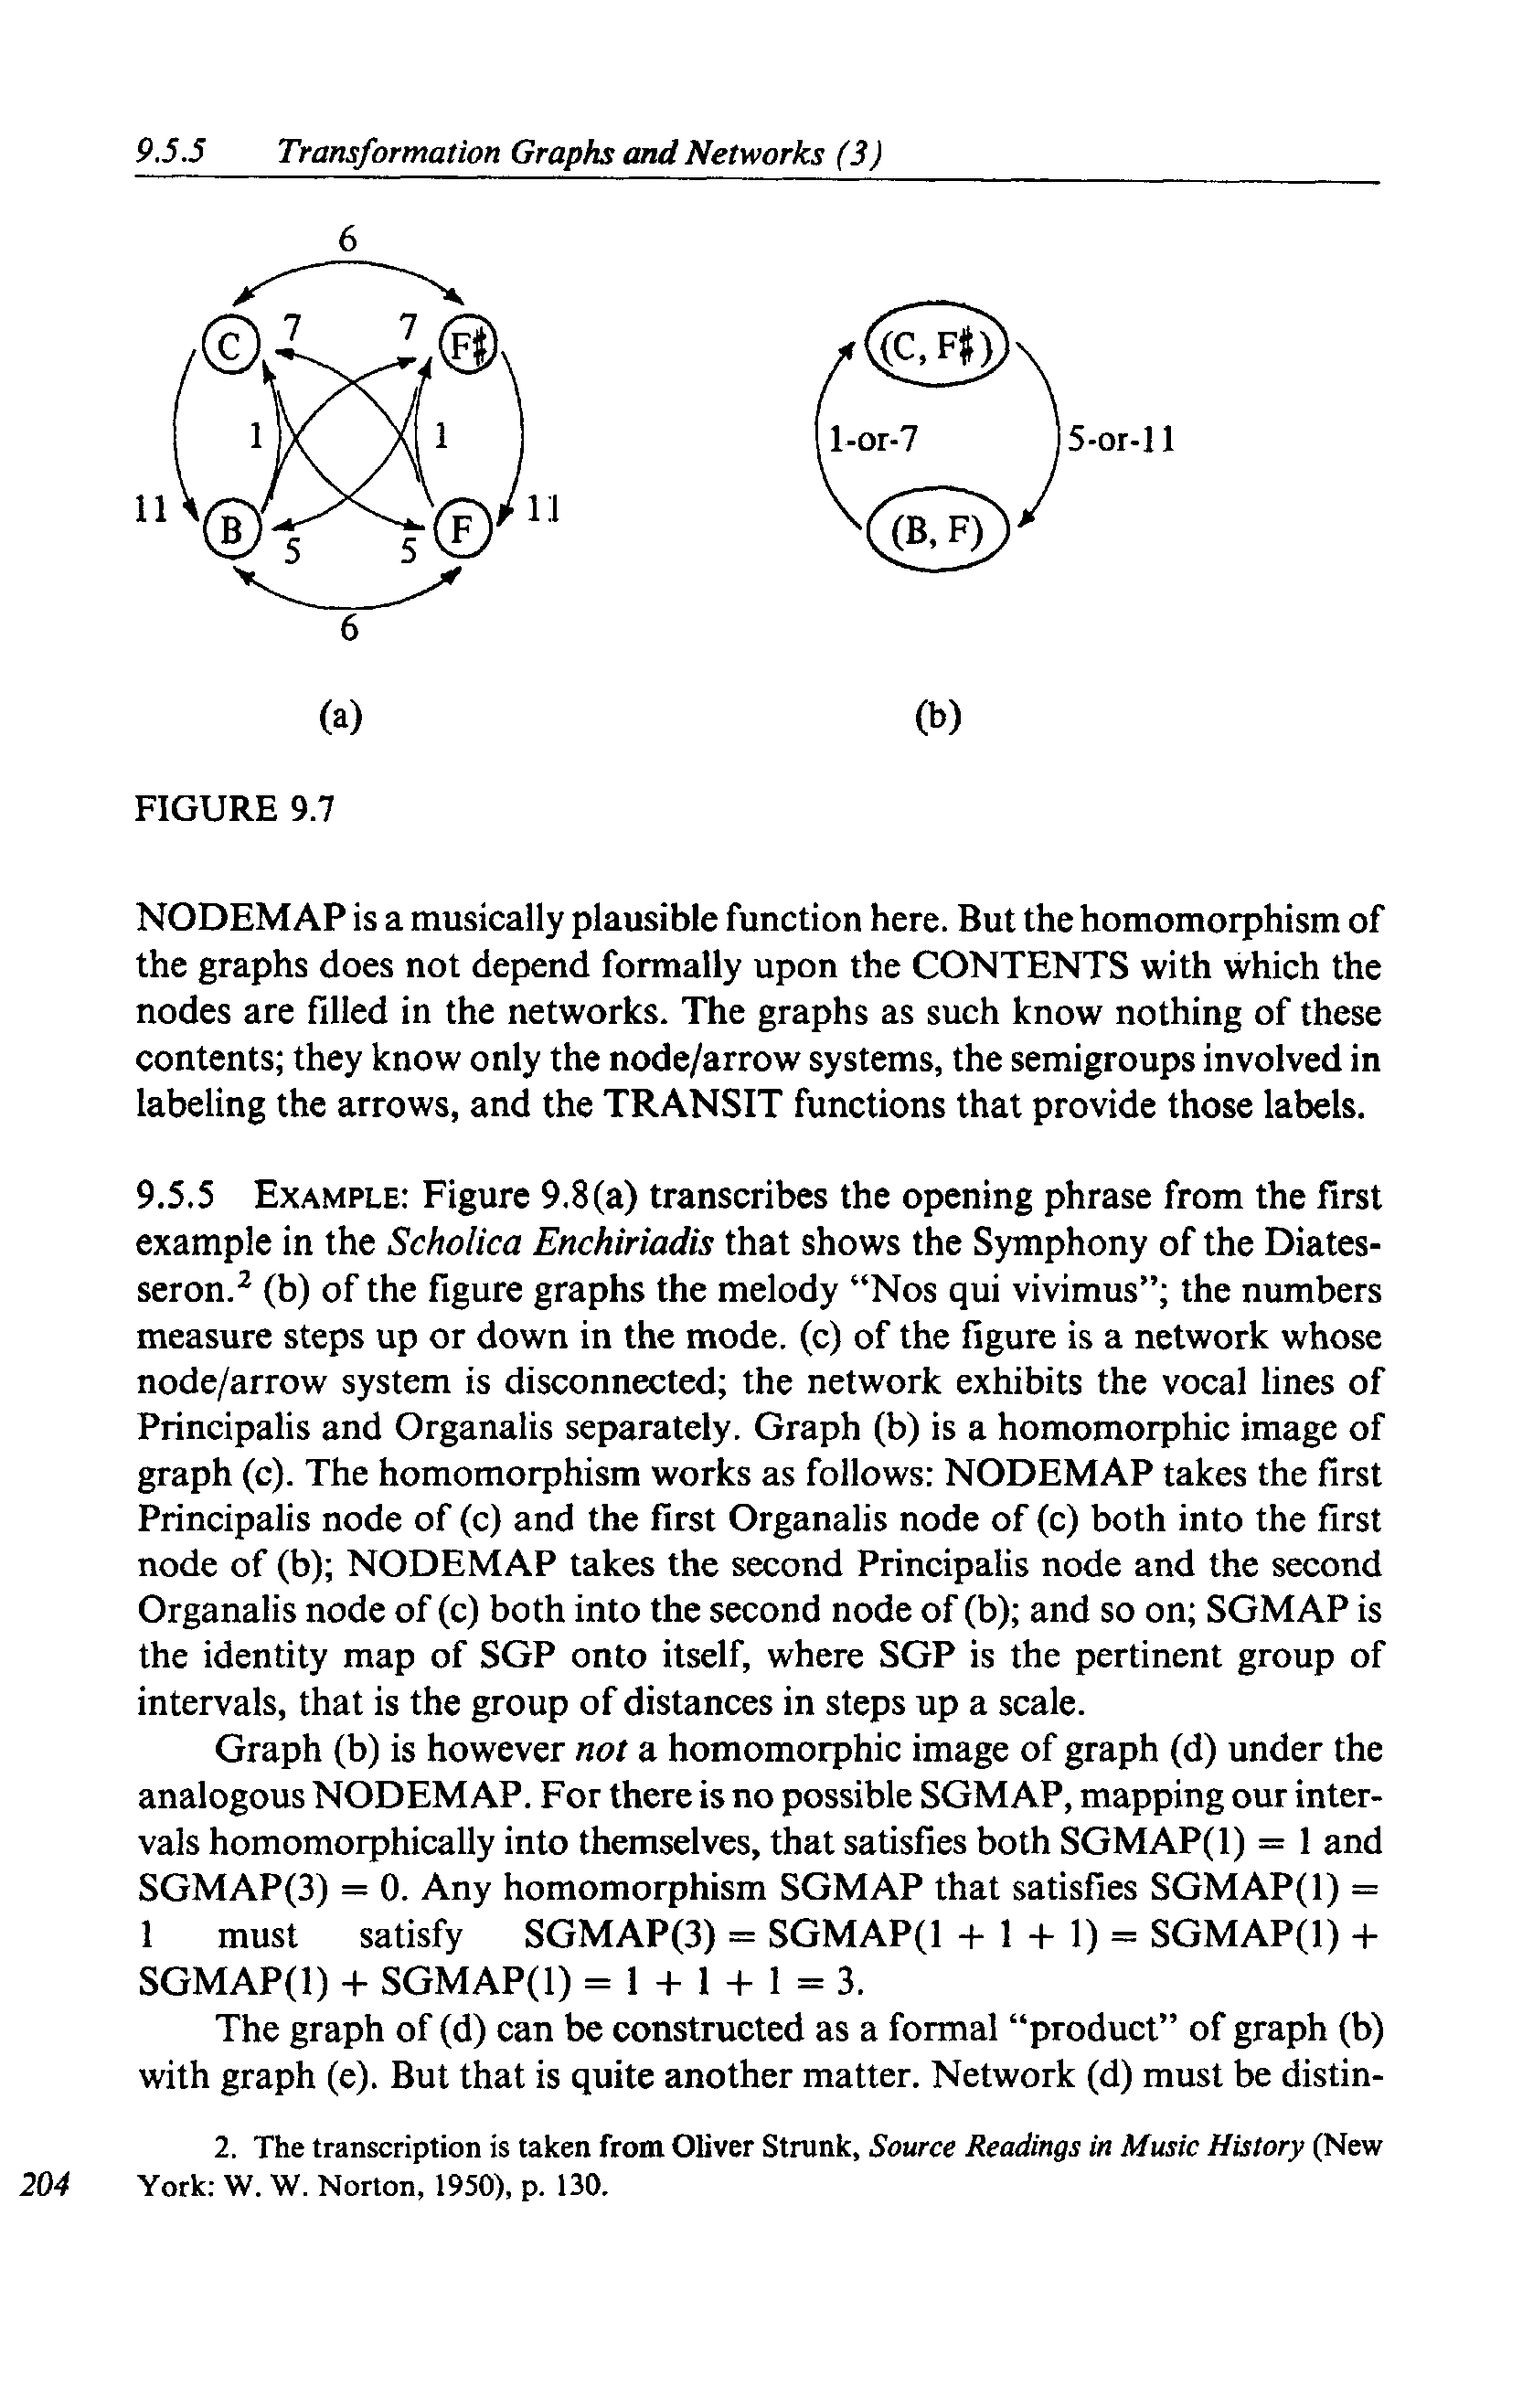 9.5.5 Transformation Graphs and Networks (3)
6
C 7 7 F♯
1 1
11 B 5 5 F 11
6
(C, F♯)
1-or-7 5-or-11
(B, F)
(a) (b)
FIGURE 9.7
NODEMAP is a musically plausible function here. But the homomorphism of
the graphs does not depend formally upon the CONTENTS with which the
nodes are filled in the networks. The graphs as such know nothing of these
contents; they know only the node/arrow systems, the semigroups involved in
labeling the arrows, and the TRANSIT functions that provide those labels.
9.5.5 EXAMPLE: Figure 9.8(a) transcribes the opening phrase from the first
example in the Scholica Enchiriadis that shows the Symphony of the Diates-
seron.² (b) of the figure graphs the melody “Nos qui vivimus”; the numbers
measure steps up or down in the mode. (c) of the figure is a network whose
node/arrow system is disconnected; the network exhibits the vocal lines of
Principalis and Organalis separately. Graph (b) is a homomorphic image of
graph (c). The homomorphism works as follows: NODEMAP takes the first
Principalis node of (c) and the first Organalis node of (c) both into the first
node of (b); NODEMAP takes the second Principalis node and the second
Organalis node of (c) both into the second node of (b); and so on; SGMAP is
the identity map of SGP onto itself, where SGP is the pertinent group of
intervals, that is the group of distances in steps up a scale.
Graph (b) is however not a homomorphic image of graph (d) under the
analogous NODEMAP. For there is no possible SGMAP, mapping our inter-
vals homomorphically into themselves, that satisfies both SGMAP(1) = 1 and
SGMAP(3) = 0. Any homomorphism SGMAP that satisfies SGMAP(1) =
1 must satisfy SGMAP(3) = SGMAP(1 + 1 + 1) = SGMAP(1) +
SGMAP(1) + SGMAP(1) = 1 + 1 + 1 = 3.
The graph of (d) can be constructed as a formal “product” of graph (b)
with graph (e). But that is quite another matter. Network (d) must be distin-
2. The transcription is taken from Oliver Strunk, Source Readings in Music History (New
204 York: W. W. Norton, 1950), p. 130.